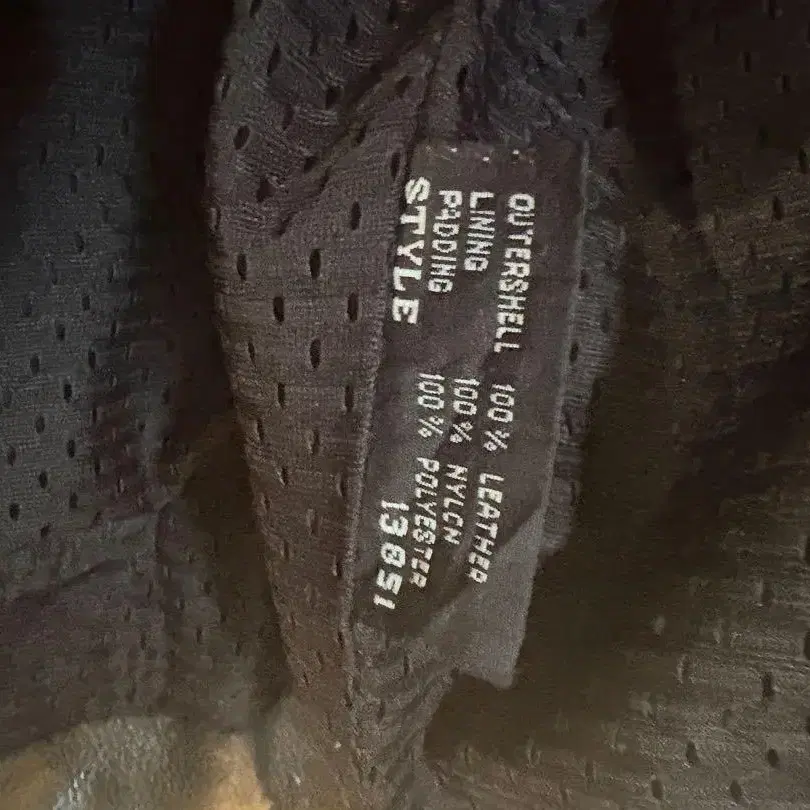 OUTERSHELL 100% LEATHER
LINING 100% NYLON
PADDING 100% POLYESTER
STYLE 13851